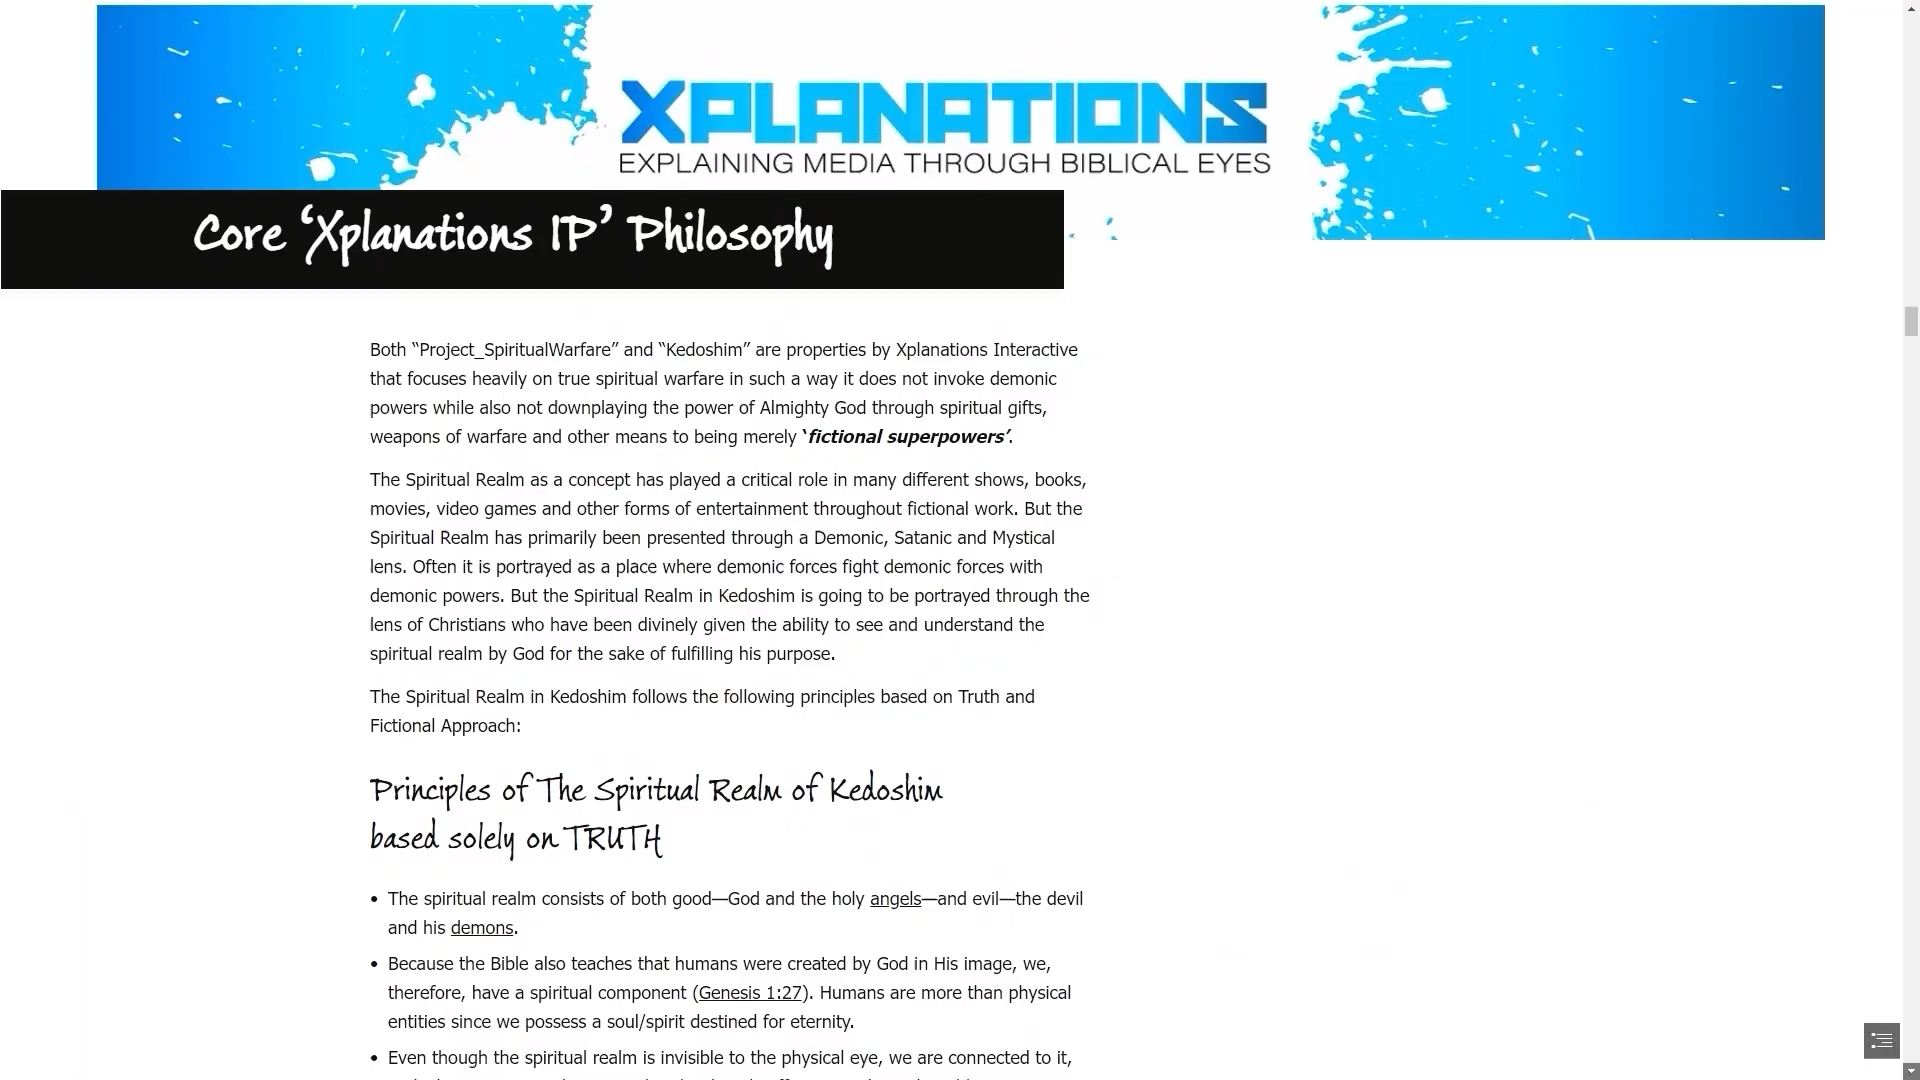 XPLANATIONS
EXPLAINING MEDIA THROUGH BIBLICAL EYES
Core ‘Xplanations IP’ Philosophy
Both “Project_SpiritualWarfare” and “Kedoshim” are properties by Xplanations Interactive
that focuses heavily on true spiritual warfare in such a way it does not invoke demonic
powers while also not downplaying the power of Almighty God through spiritual gifts,
weapons of warfare and other means to being merely ‘fictional superpowers’.
The Spiritual Realm as a concept has played a critical role in many different shows, books,
movies, video games and other forms of entertainment throughout fictional work. But the
Spiritual Realm has primarily been presented through a Demonic, Satanic and Mystical
lens. Often it is portrayed as a place where demonic forces fight demonic forces with
demonic powers. But the Spiritual Realm in Kedoshim is going to be portrayed through the
lens of Christians who have been divinely given the ability to see and understand the
spiritual realm by God for the sake of fulfilling his purpose.
The Spiritual Realm in Kedoshim follows the following principles based on Truth and
Fictional Approach:
Principles of The Spiritual Realm of Kedoshim
based solely on TRUTH
• The spiritual realm consists of both good—God and the holy angels—and evil—the devil
and his demons.
• Because the Bible also teaches that humans were created by God in His image, we,
therefore, have a spiritual component (Genesis 1:27). Humans are more than physical
entities since we possess a soul/spirit destined for eternity.
• Even though the spiritual realm is invisible to the physical eye, we are connected to it,